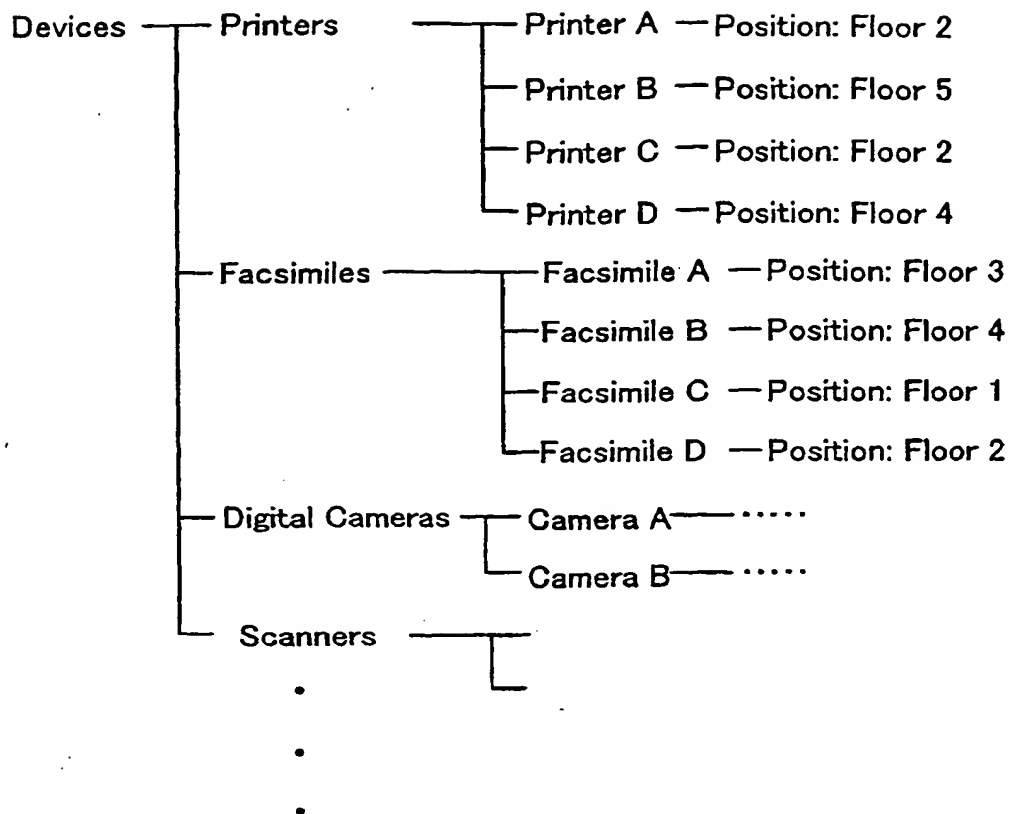 Devices Printers Printer A Position: Floor 2
Printer B Position: Floor 5
Printer C Position: Floor 2
Printer D Position: Floor 4
Facsimiles Facsimile A Position: Floor 3
Facsimile B Position: Floor 4
Facsimile C Position: Floor 1
Facsimile D Position: Floor 2
Digital Cameras Camera A .....
Camera B .....
Scanners